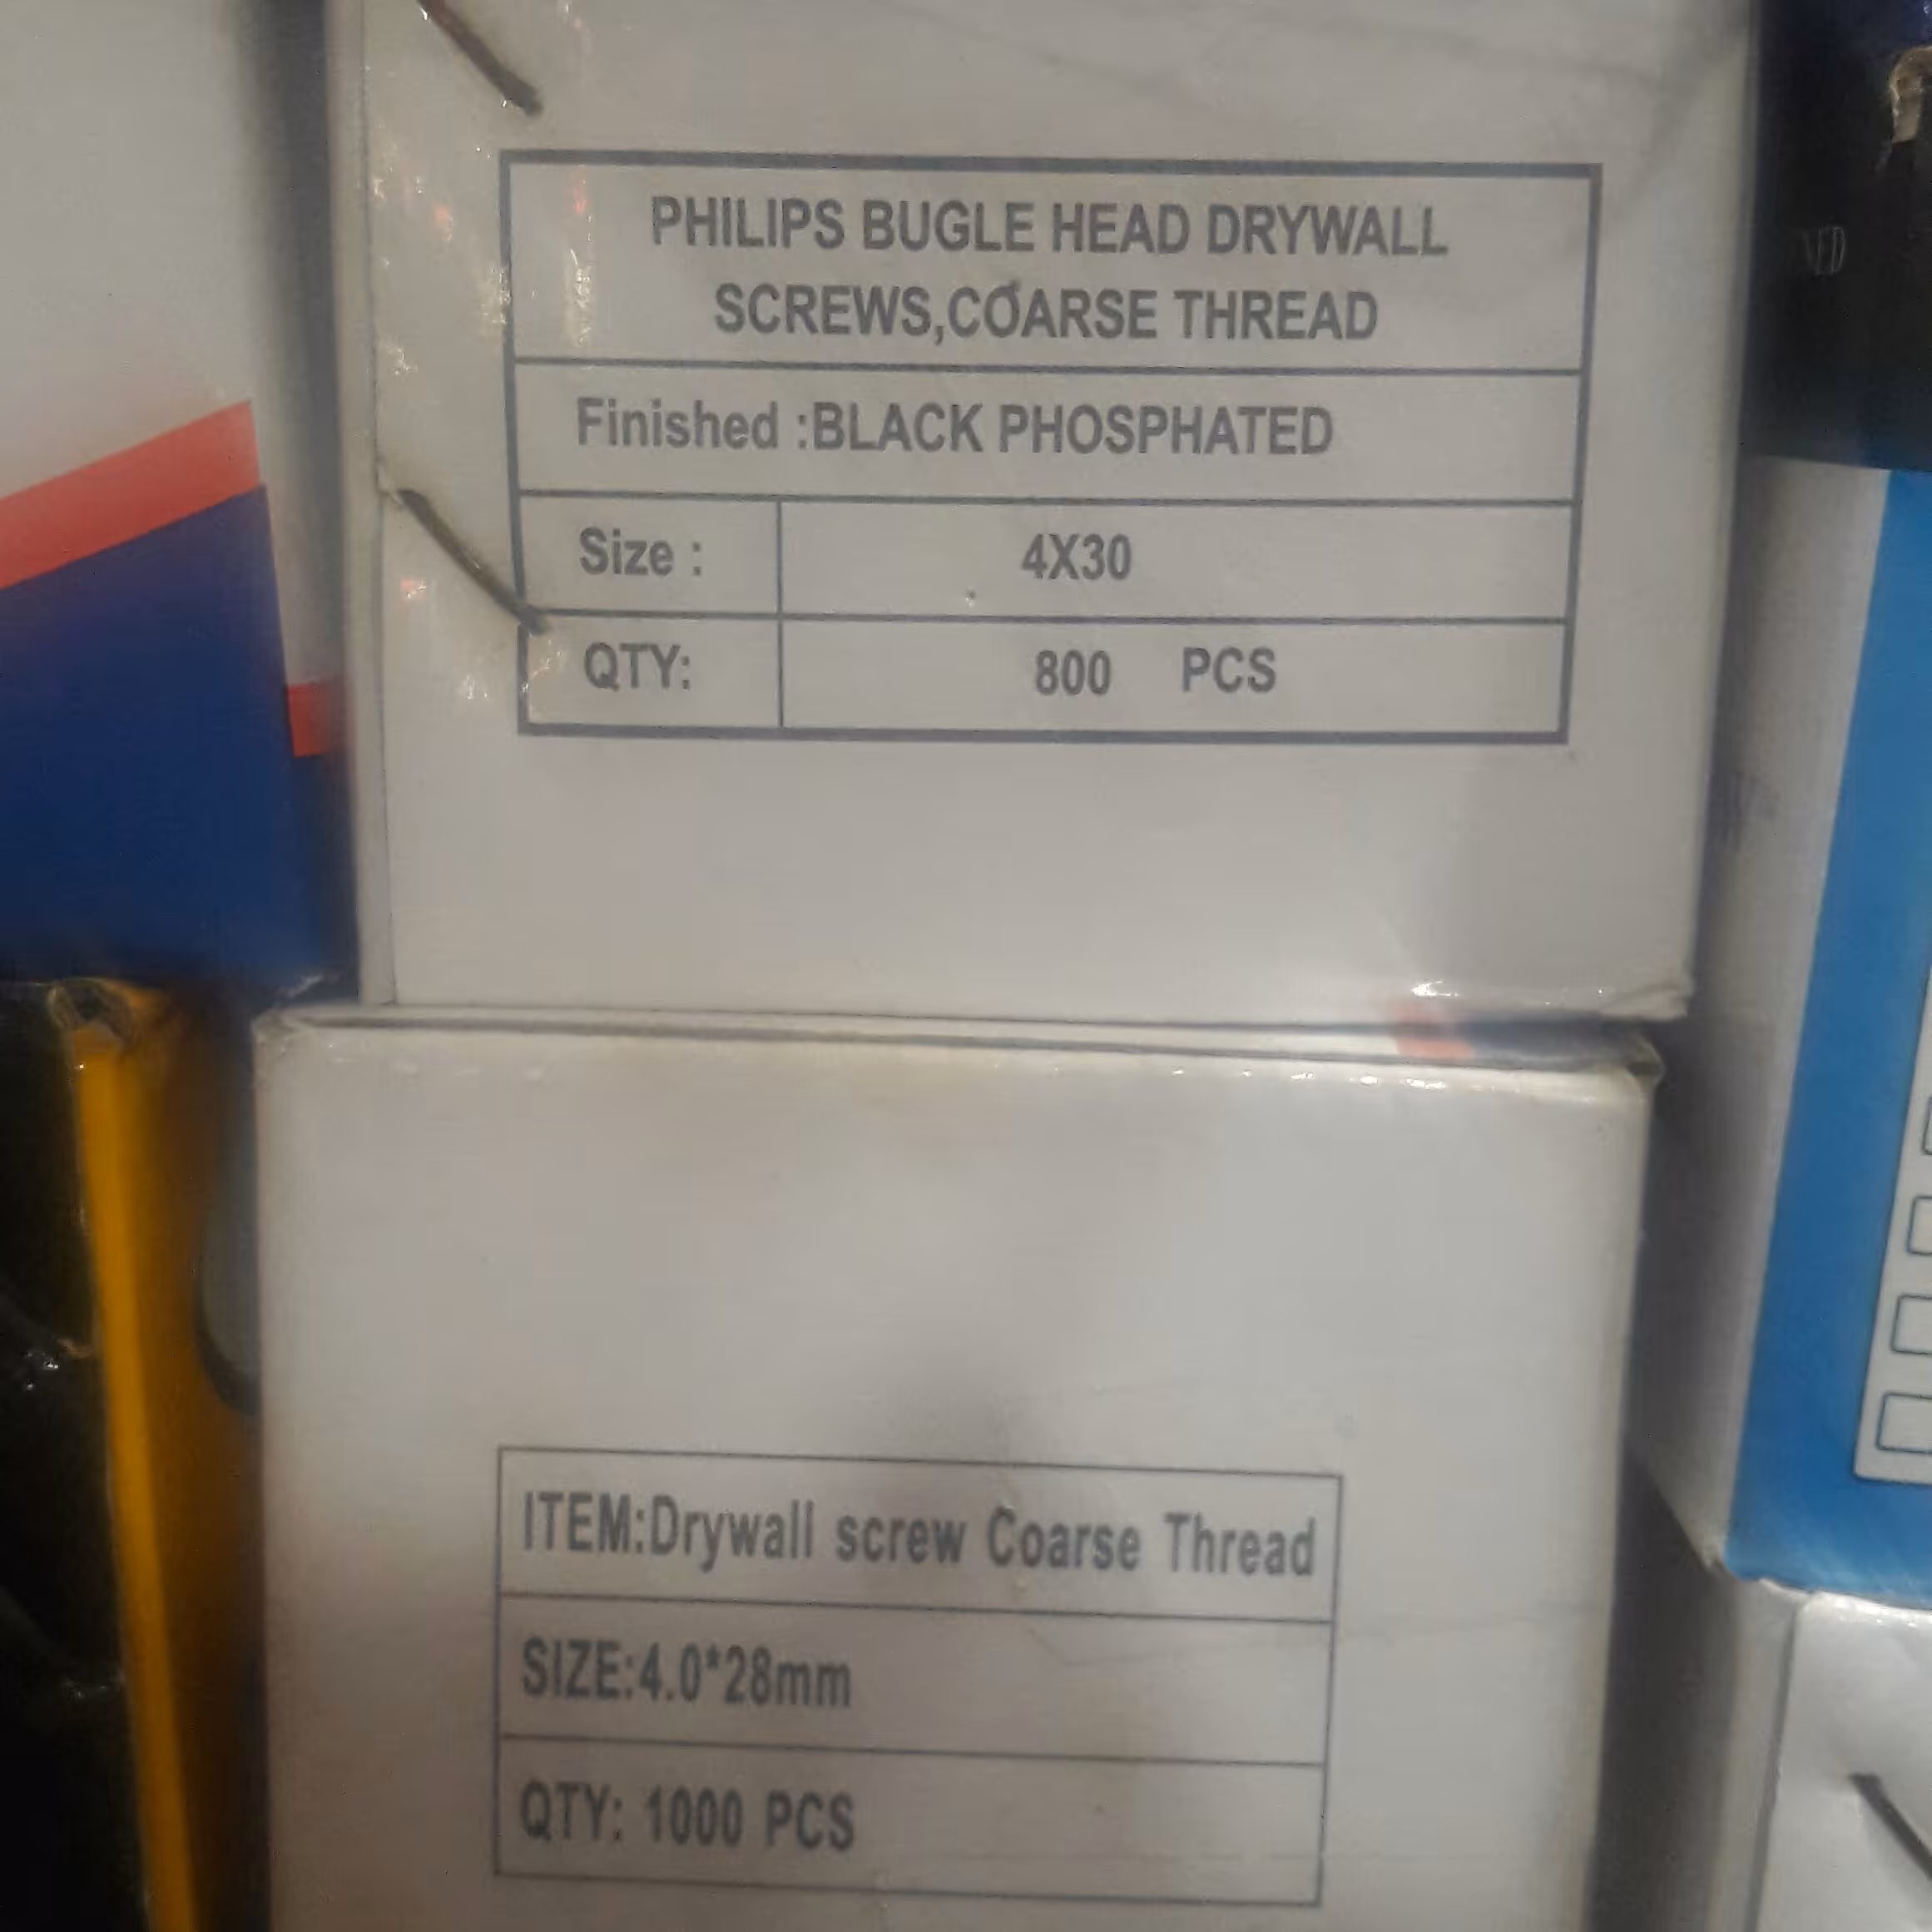 PHILIPS BUGLE HEAD DRYWALL
SCREWS,COARSE THREAD
Finished :BLACK PHOSPHATED
Size : 4X30
QTY: 800 PCS
ITEM:Drywall screw Coarse Thread
SIZE:4.0*28mm
QTY: 1000 PCS